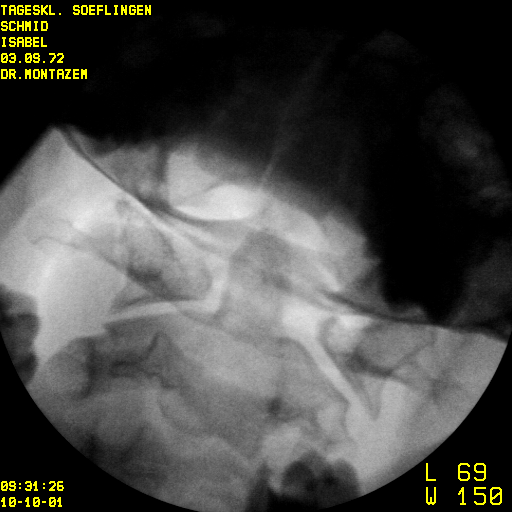 TAGESKL. SOEFLINGEN
SCHMID
ISABEL
03.09.72
DR.MONTAZEM
09:31:26
10-10-01
L 69
W 150